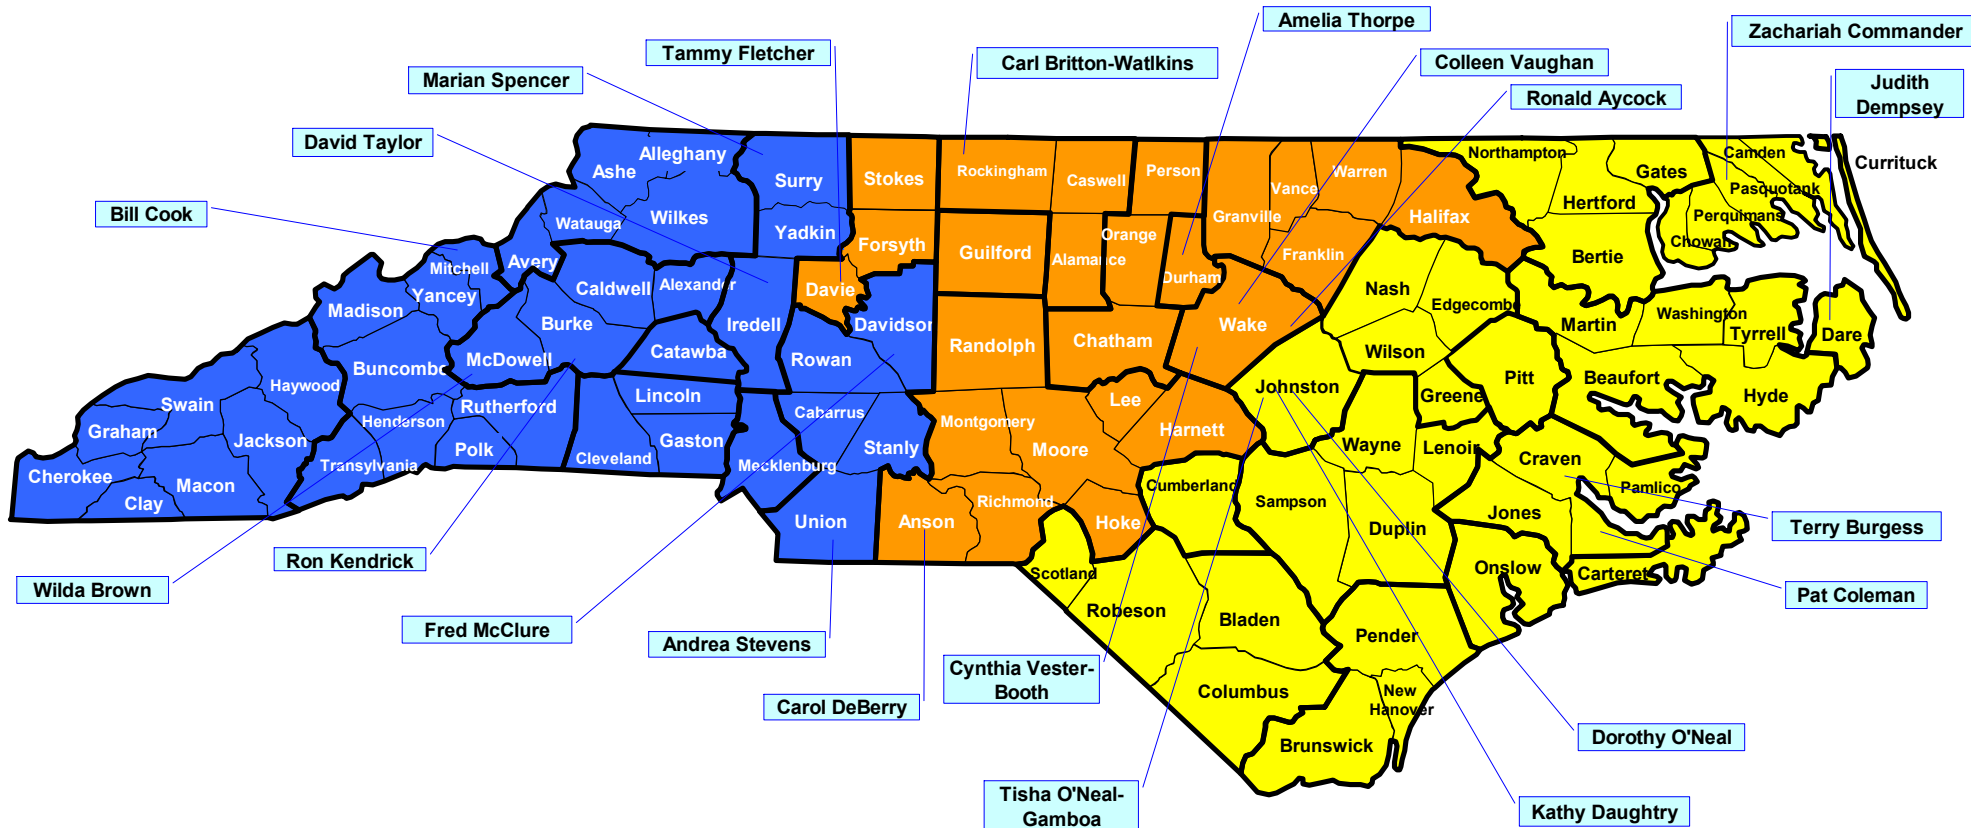 Amelia Thorpe
Zachariah Commander
Tammy Fletcher
Carl Britton-Watlkins
Colleen Vaughan
Marian Spencer
Judith
Dempsey
Ronald Aycock
David Taylor
Bill Cook
Alleghany
Ashe
Surry
Stokes
Rockingham
Caswell
Person
Vance
Warren
Northampton
Gates
Camden
Currituck
Watauga
Wilkes
Yadkin
Forsyth
Guilford
Alamance
Orange
Durham
Granville
Franklin
Halifax
Hertford
Bertie
Pasquotank
Perquimans
Chowan
Mitchell
Avery
Yancey
Madison
Caldwell
Alexander
Davie
Iredell
Davidson
Randolph
Chatham
Wake
Nash
Edgecombe
Martin
Washington
Tyrrell
Dare
Burke
McDowell
Catawba
Rowan
Buncombe
Haywood
Wilson
Pitt
Beaufort
Hyde
Swain
Graham
Jackson
Henderson
Rutherford
Lincoln
Cabarrus
Montgomery
Lee
Johnston
Greene
Cherokee
Clay
Macon
Transylvania
Polk
Cleveland
Gaston
Mecklenburg
Stanly
Moore
Harnett
Wayne
Lenoir
Craven
Pamlico
Union
Anson
Richmond
Hoke
Cumberland
Sampson
Duplin
Jones
Onslow
Carteret
Scotland
Robeson
Bladen
Pender
Columbus
New
Hanover
Brunswick
Terry Burgess
Pat Coleman
Wilda Brown
Ron Kendrick
Fred McClure
Andrea Stevens
Carol DeBerry
Cynthia Vester-
Booth
Dorothy O'Neal
Tisha O'Neal-
Gamboa
Kathy Daughtry